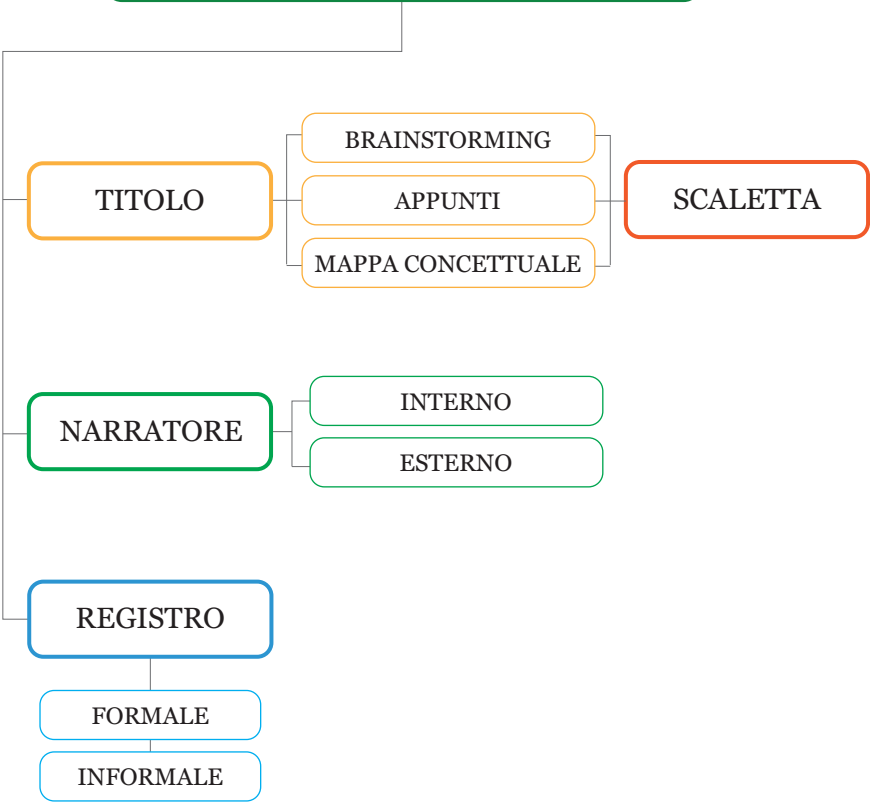 BRAINSTORMING
TITOLO
APPUNTI
SCALETTA
MAPPA CONCETTUALE
NARRATORE
INTERNO
ESTERNO
REGISTRO
FORMALE
INFORMALE